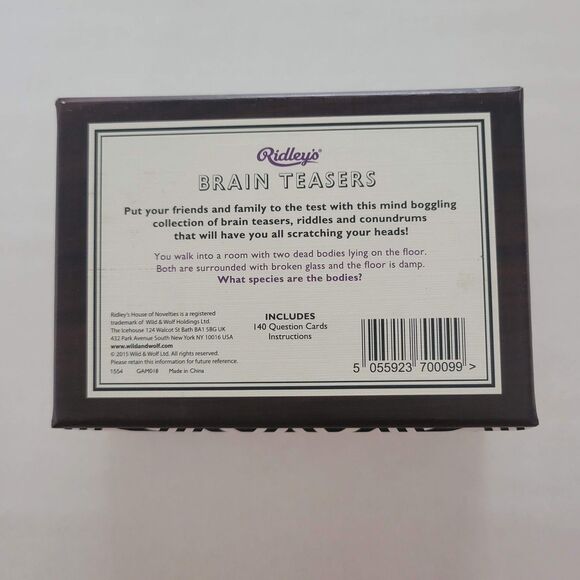 Ridley's®
BRAIN TEASERS
Put your friends and family to the test with this mind boggling
collection of brain teasers, riddles and conundrums
that will have you all scratching your heads!
You walk into a room with two dead bodies lying on the floor.
Both are surrounded with broken glass and the floor is damp.
What species are the bodies?
Ridley's House of Novelties is a registered
trademark of Wild & Wolf Holdings Ltd.
The Icehouse 124 Walcot St Bath BA1 5BG UK
432 Park Avenue South New York NY 10016 USA
www.wildandwolf.com
© 2015 Wild & Wolf Ltd. All rights reserved.
Please retain this information for future reference.
1554 GAM018 Made in China
INCLUDES
140 Question Cards
Instructions
5 055923 700099 >